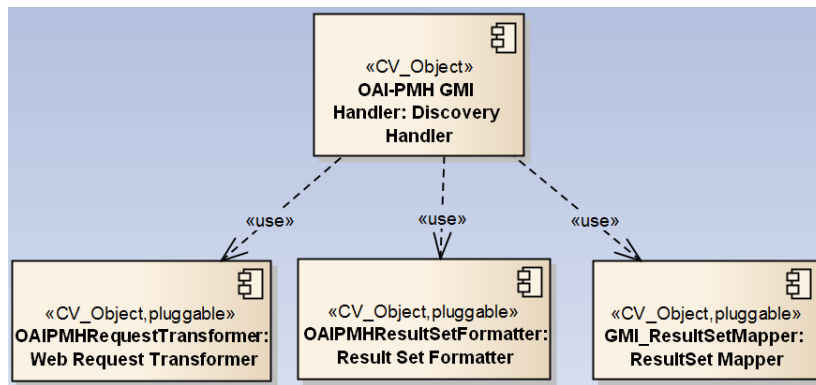 «CV_Object»
OAI-PMH GMI
Handler: Discovery
Handler
«use»
«use»
«use»
«CV_Object,pluggable»
OAIPMHRequestTransformer:
Web Request Transformer
«CV_Object,pluggable»
OAIPMHResultSetFormatter:
Result Set Formatter
«CV_Object,pluggable»
GMI_ResultSetMapper:
ResultSet Mapper